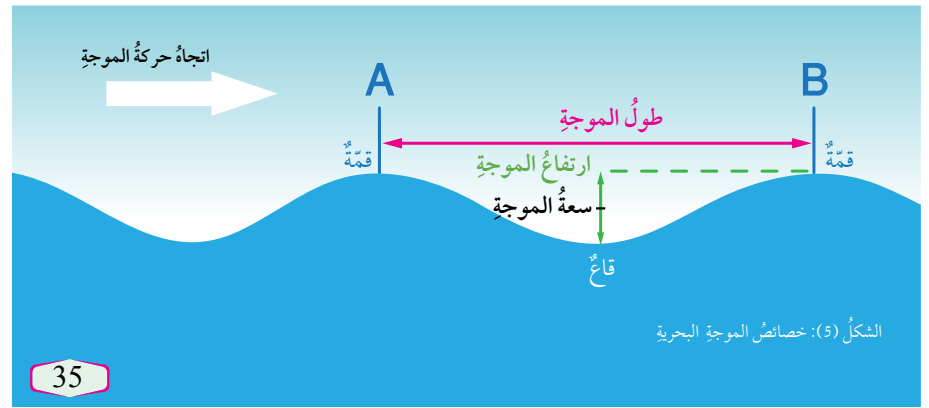 اتجاهُ حركةُ الموجةِ
A
B
طولُ الموجةِ
قمّةٌ
قمّةٌ
ارتفاعُ الموجةِ
سعةُ الموجةِ
قاعٌ
الشكلُ (5): خصائصُ الموجةِ البحريةِ
35